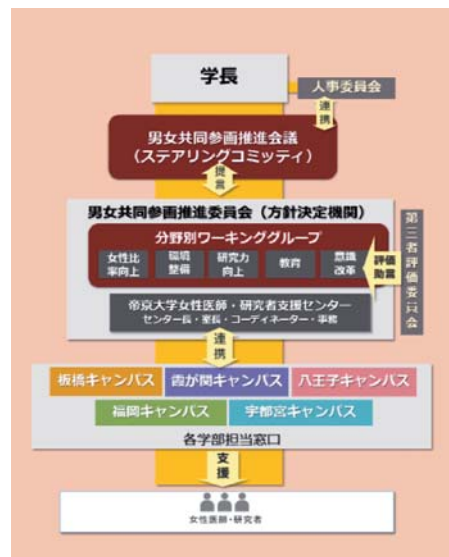 学長
人事委員会
連携
男女共同参画推進会議
(ステアリングコミッティ)
提言
男女共同参画推進委員会(方針決定機関)
分野別ワーキンググループ
女性比
率向上
環境
整備
研究力
向上
教育
意識
改革
評価
助言
第三者評価委員会
帝京大学女性医師・研究者支援センター
センター長・室長・コーディネーター・事務
連携
板橋キャンパス
霞が関キャンパス
八王子キャンパス
福岡キャンパス
宇都宮キャンパス
各学部担当窓口
支援
女性医師・研究者